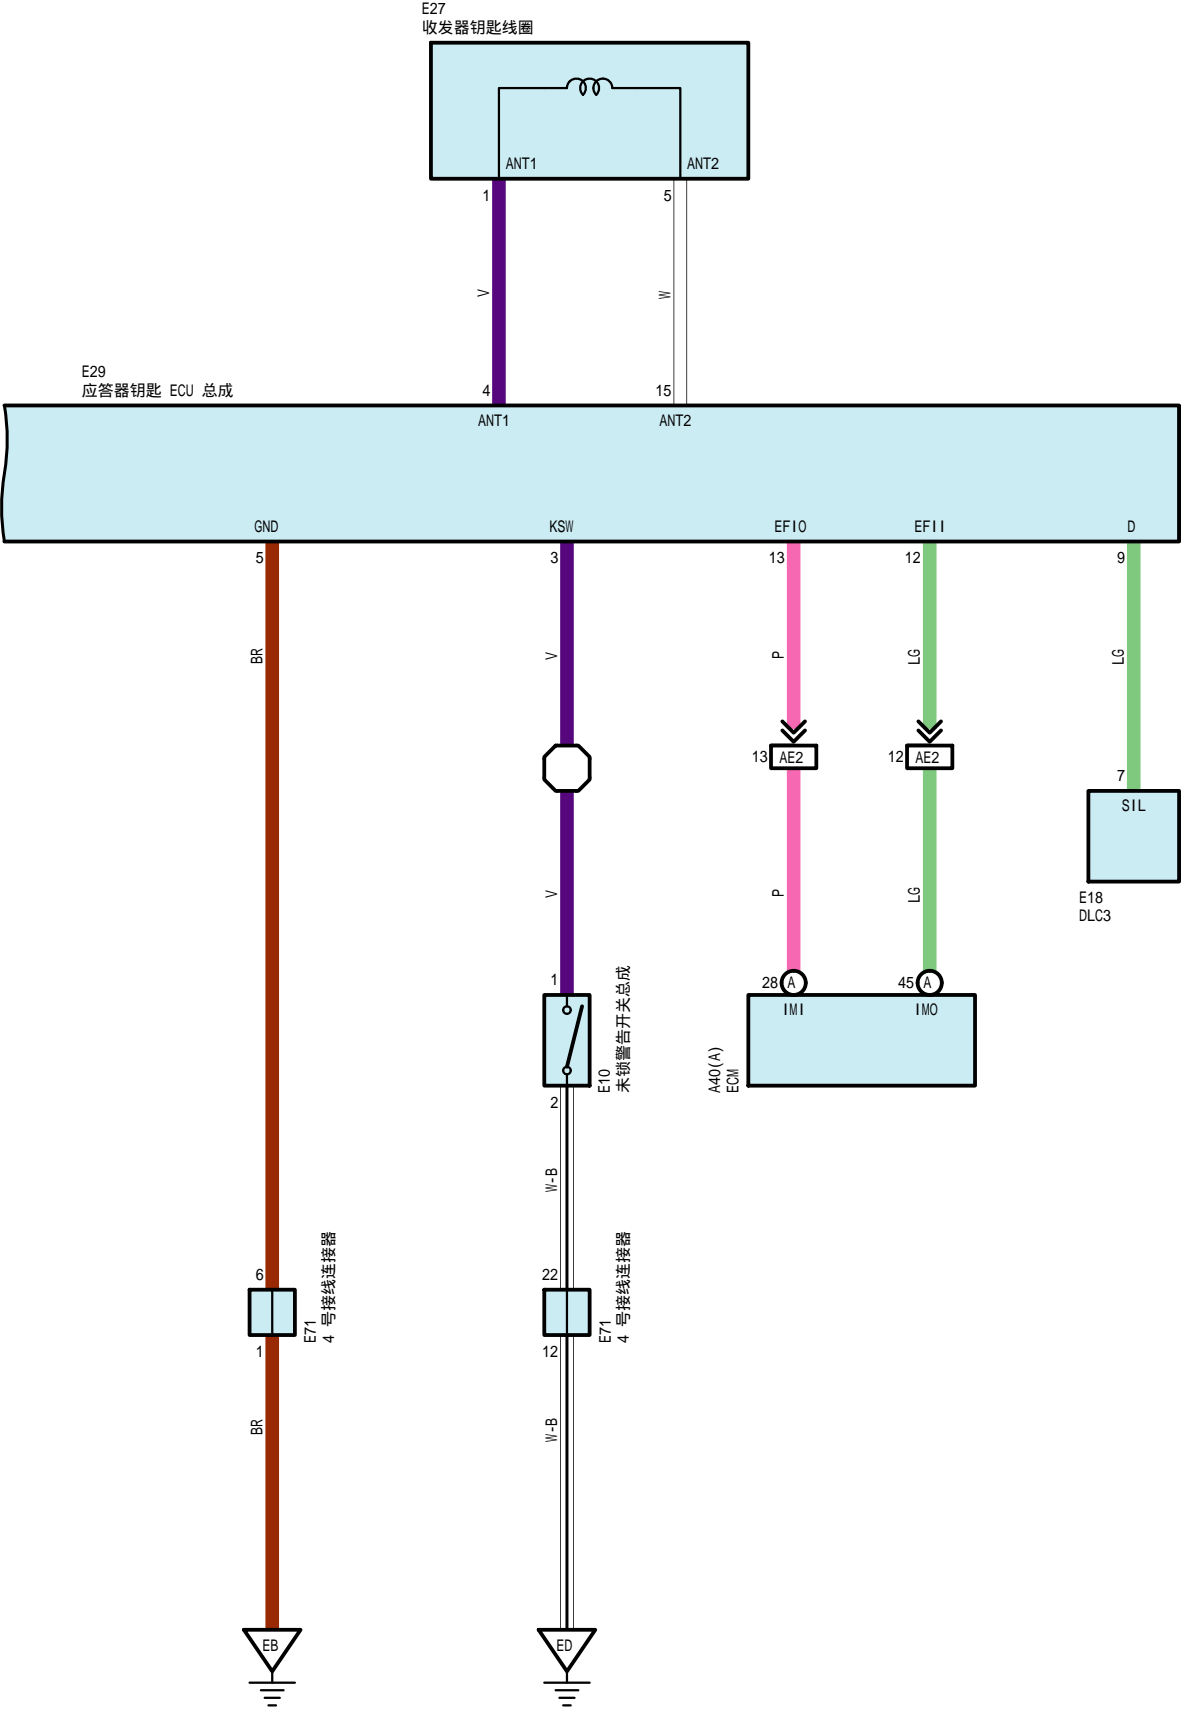 E27
收发器钥匙线圈
ANT1
ANT2
1
5
V
W
E29
应答器钥匙 ECU 总成
4
15
ANT1
ANT2
GND
KSW
EFIO
EFII
D
5
3
13
12
9
BR
V
P
LG
LG
13
AE2
12
AE2
7
SIL
E18
DLC3
V
P
LG
1
28
A
45
A
IMI
IMO
E10
未锁警告开关总成
A40(A)
ECM
2
W-B
6
22
E71
4 号接线连接器
E71
4 号接线连接器
1
12
BR
W-B
EB
ED